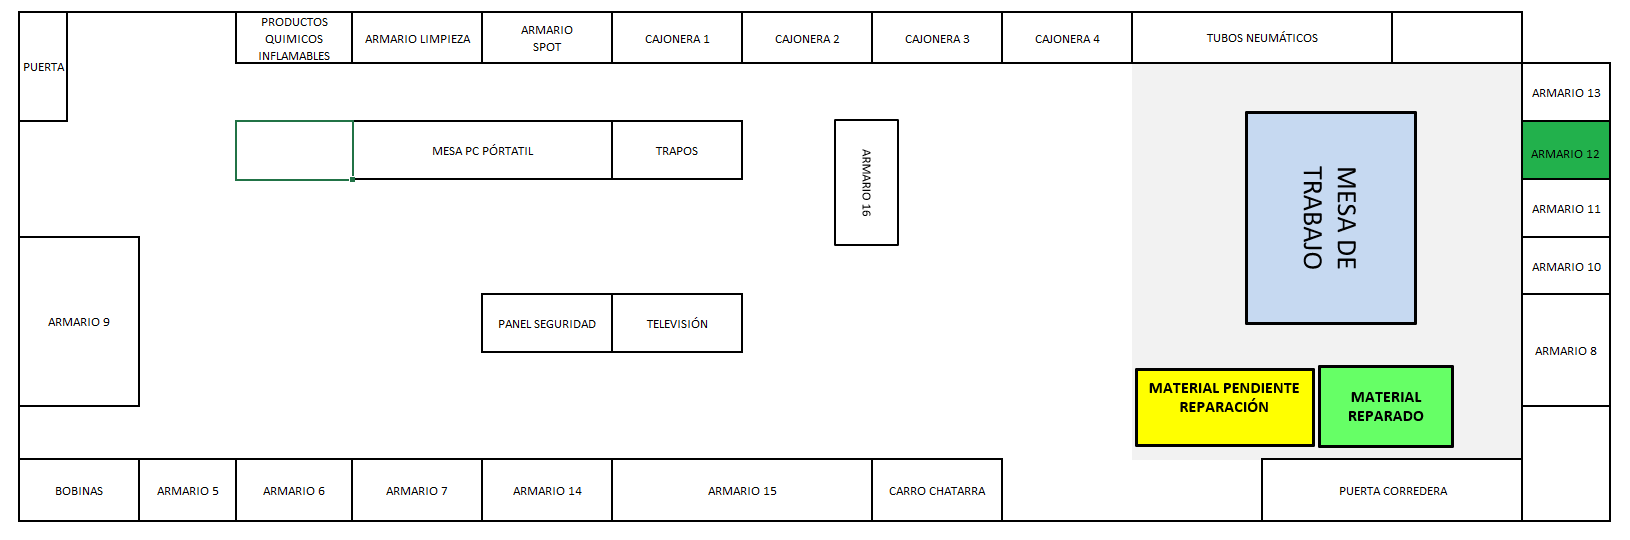 PUERTA
PRODUCTOS
QUIMICOS
INFLAMABLES
ARMARIO LIMPIEZA
ARMARIO
SPOT
CAJONERA 1
CAJONERA 2
CAJONERA 3
CAJONERA 4
TUBOS NEUMÁTICOS
ARMARIO 13
MESA PC PÓRTATIL
TRAPOS
ARMARIO 16
MESA DE
TRABAJO
ARMARIO 12
ARMARIO 11
ARMARIO 10
ARMARIO 9
PANEL SEGURIDAD
TELEVISIÓN
ARMARIO 8
MATERIAL PENDIENTE
REPARACIÓN
MATERIAL
REPARADO
BOBINAS
ARMARIO 5
ARMARIO 6
ARMARIO 7
ARMARIO 14
ARMARIO 15
CARRO CHATARRA
PUERTA CORREDERA